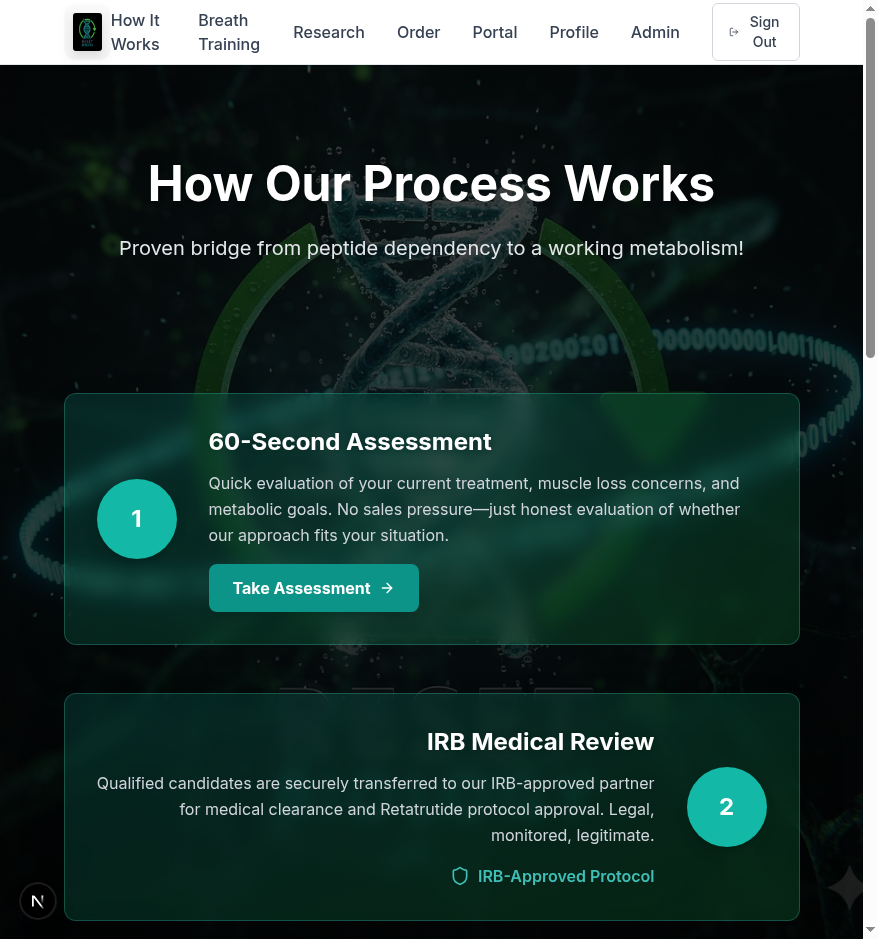 How It Works
Breath Training
Research
Order
Portal
Profile
Admin
Sign Out
How Our Process Works
Proven bridge from peptide dependency to a working metabolism!
1
60-Second Assessment
Quick evaluation of your current treatment, muscle loss concerns, and
metabolic goals. No sales pressure—just honest evaluation of whether
our approach fits your situation.
Take Assessment
IRB Medical Review
Qualified candidates are securely transferred to our IRB-approved partner
for medical clearance and Retatrutide protocol approval. Legal,
monitored, legitimate.
IRB-Approved Protocol
2
N